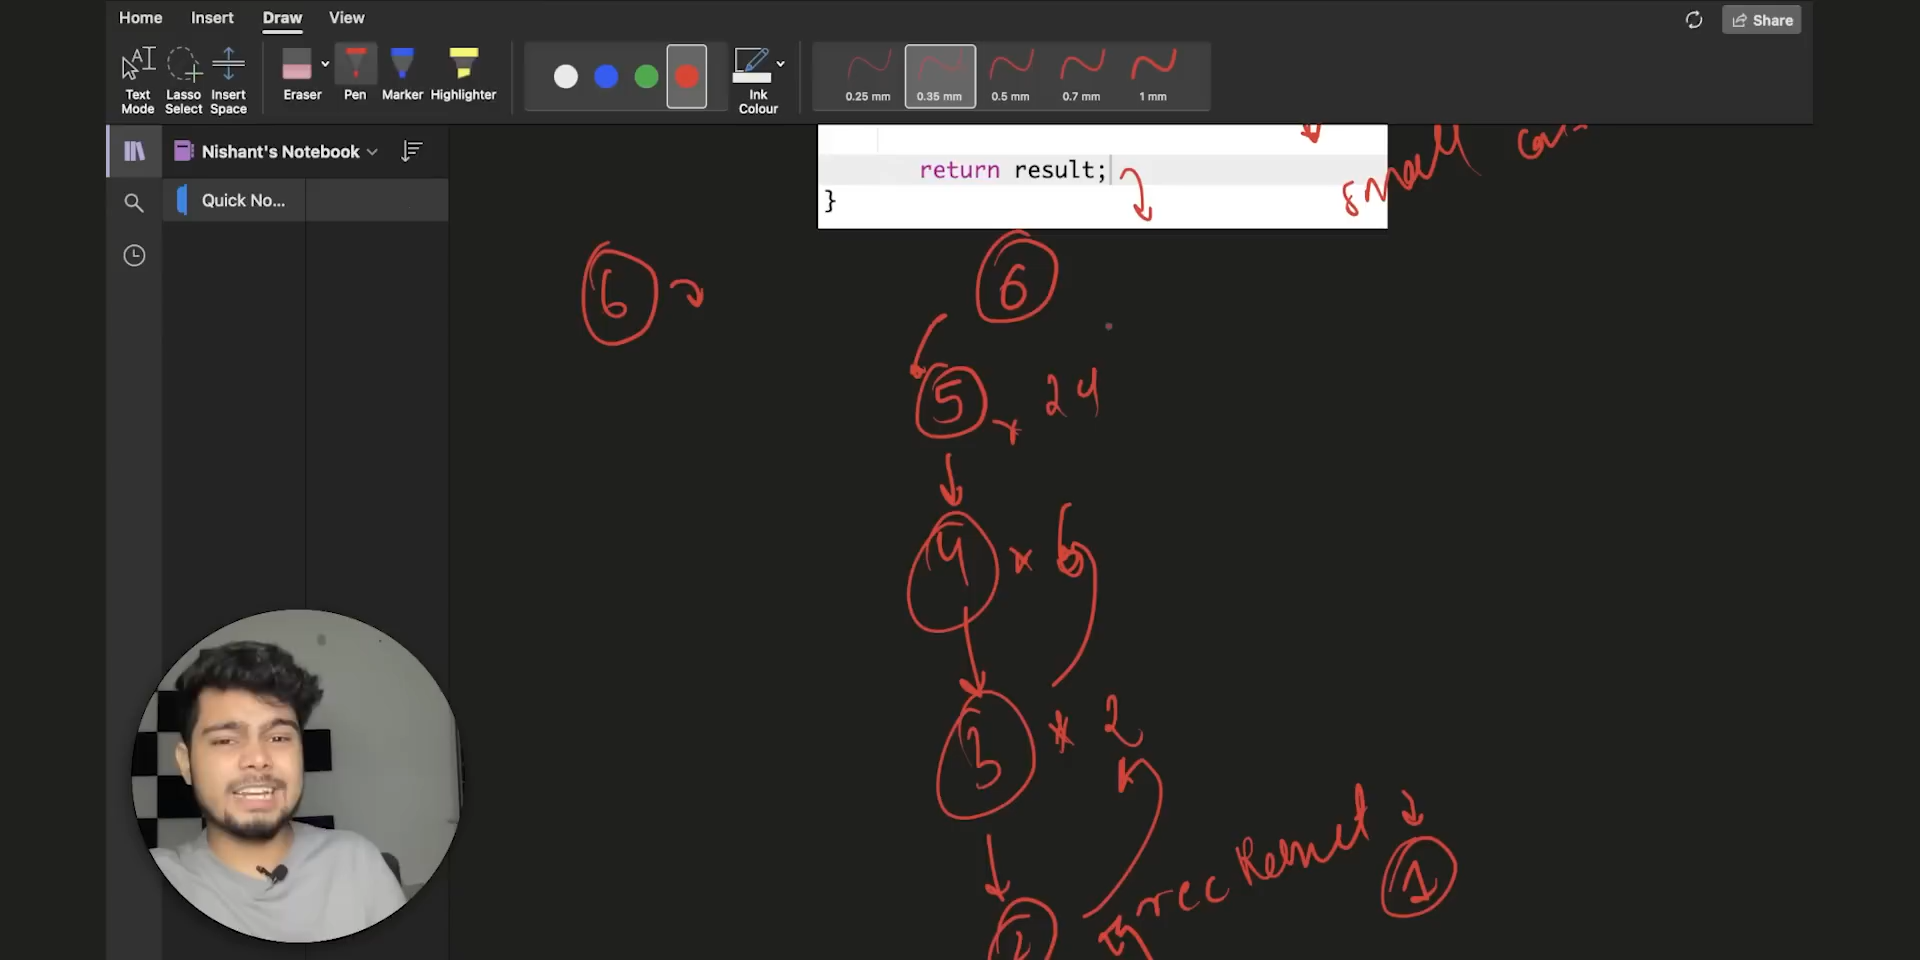 Home Insert Draw View
Share
Text Mode
Lasso Select
Insert Space
Eraser
Pen
Marker
Highlighter
Ink Colour
0.25 mm
0.35 mm
0.5 mm
0.7 mm
1 mm
Nishant's Notebook
Quick No...
return result;
}
small
6
6
5 * 24
4 * 6
3 * 2
2
1